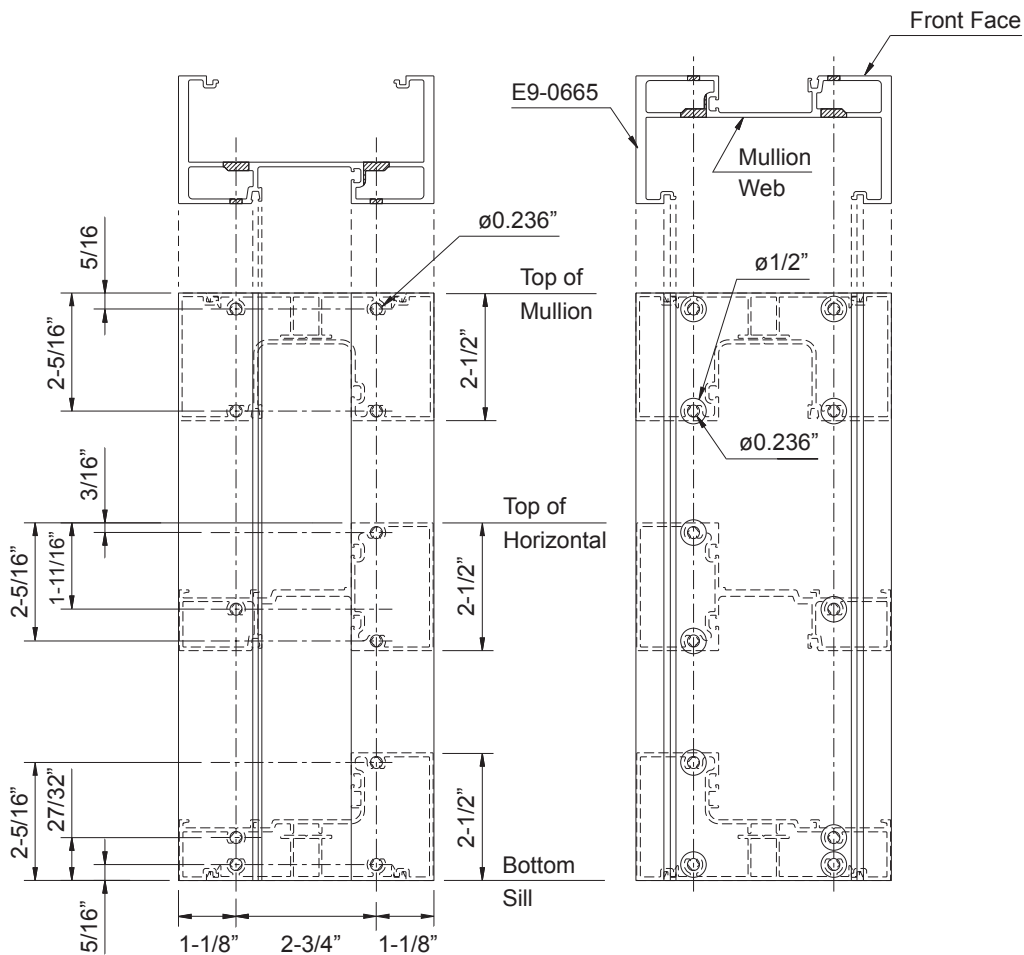 Front Face
E9-0665
Mullion
Web
ø0.236”
5/16
Top of
Mullion
ø1/2”
2-5/16”
2-1/2”
ø0.236”
3/16”
Top of
Horizontal
2-5/16”
1-11/16”
2-1/2”
2-5/16”
27/32”
2-1/2”
Bottom
Sill
5/16”
1-1/8”
2-3/4”
1-1/8”